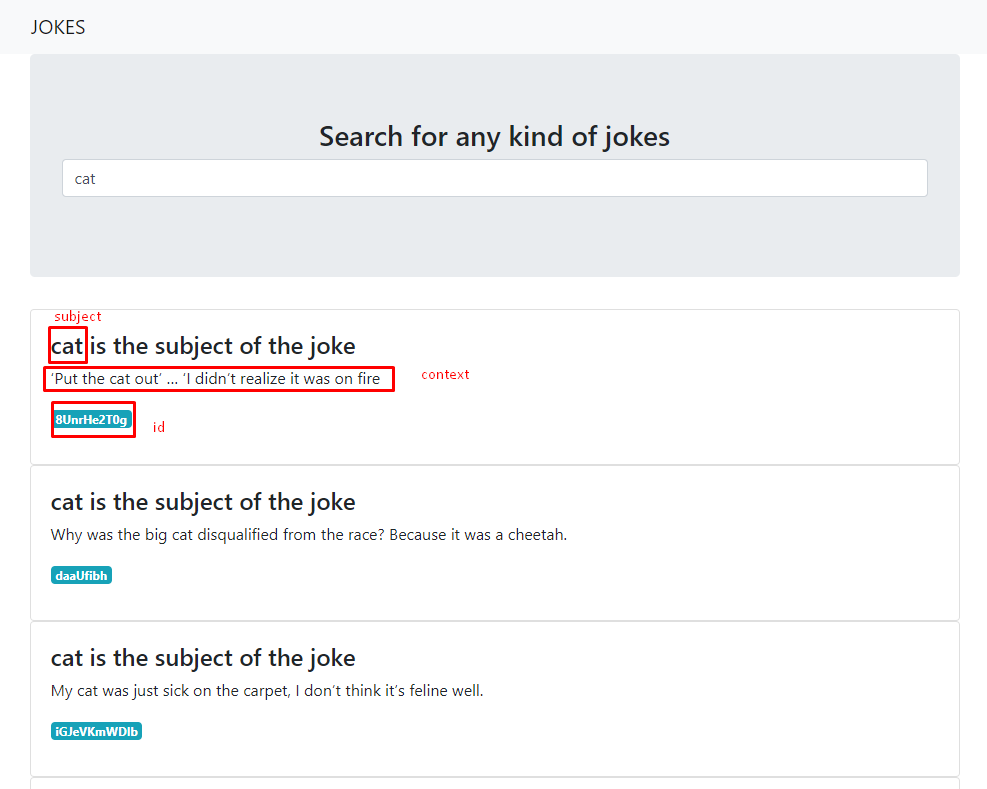 JOKES
Search for any kind of jokes
cat
subject
cat is the subject of the joke
‘Put the cat out’ … ‘I didn’t realize it was on fire
context
8UnrHe2T0g
id
cat is the subject of the joke
Why was the big cat disqualified from the race? Because it was a cheetah.
daaUfibh
cat is the subject of the joke
My cat was just sick on the carpet, I don’t think it’s feline well.
iGJeVKmWDlb